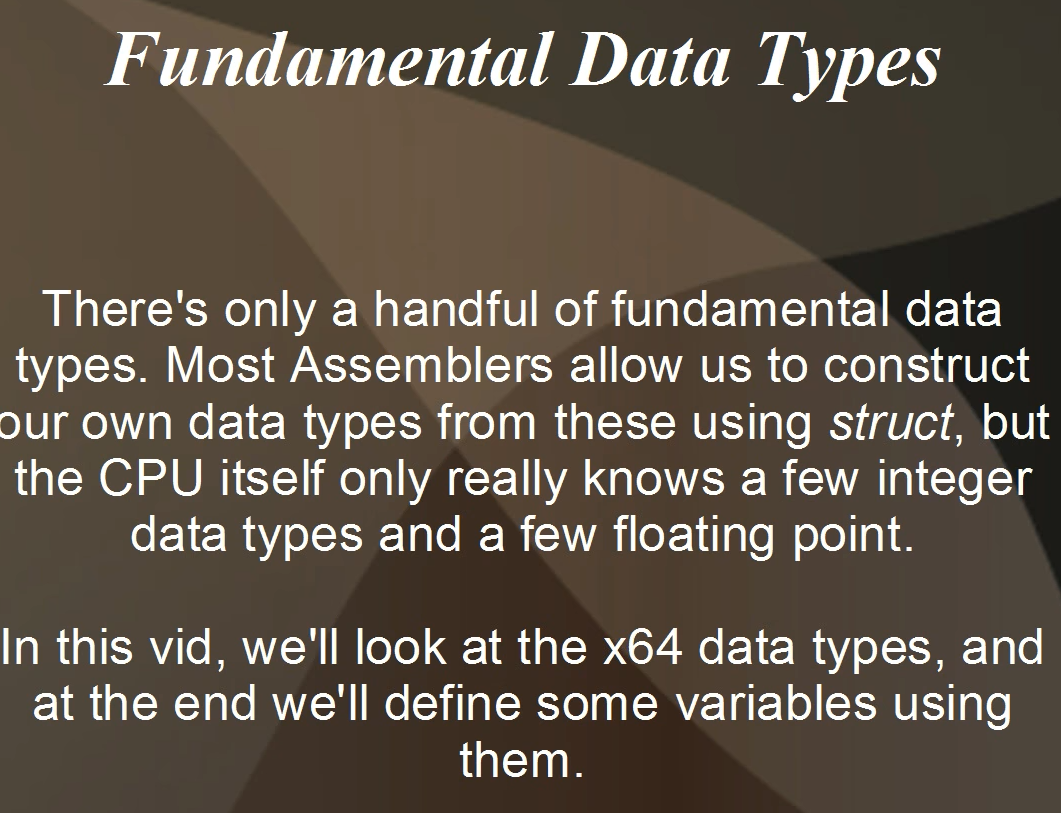 Fundamental Data Types
There's only a handful of fundamental data
types. Most Assemblers allow us to construct
our own data types from these using struct, but
the CPU itself only really knows a few integer
data types and a few floating point.
In this vid, we'll look at the x64 data types, and
at the end we'll define some variables using
them.